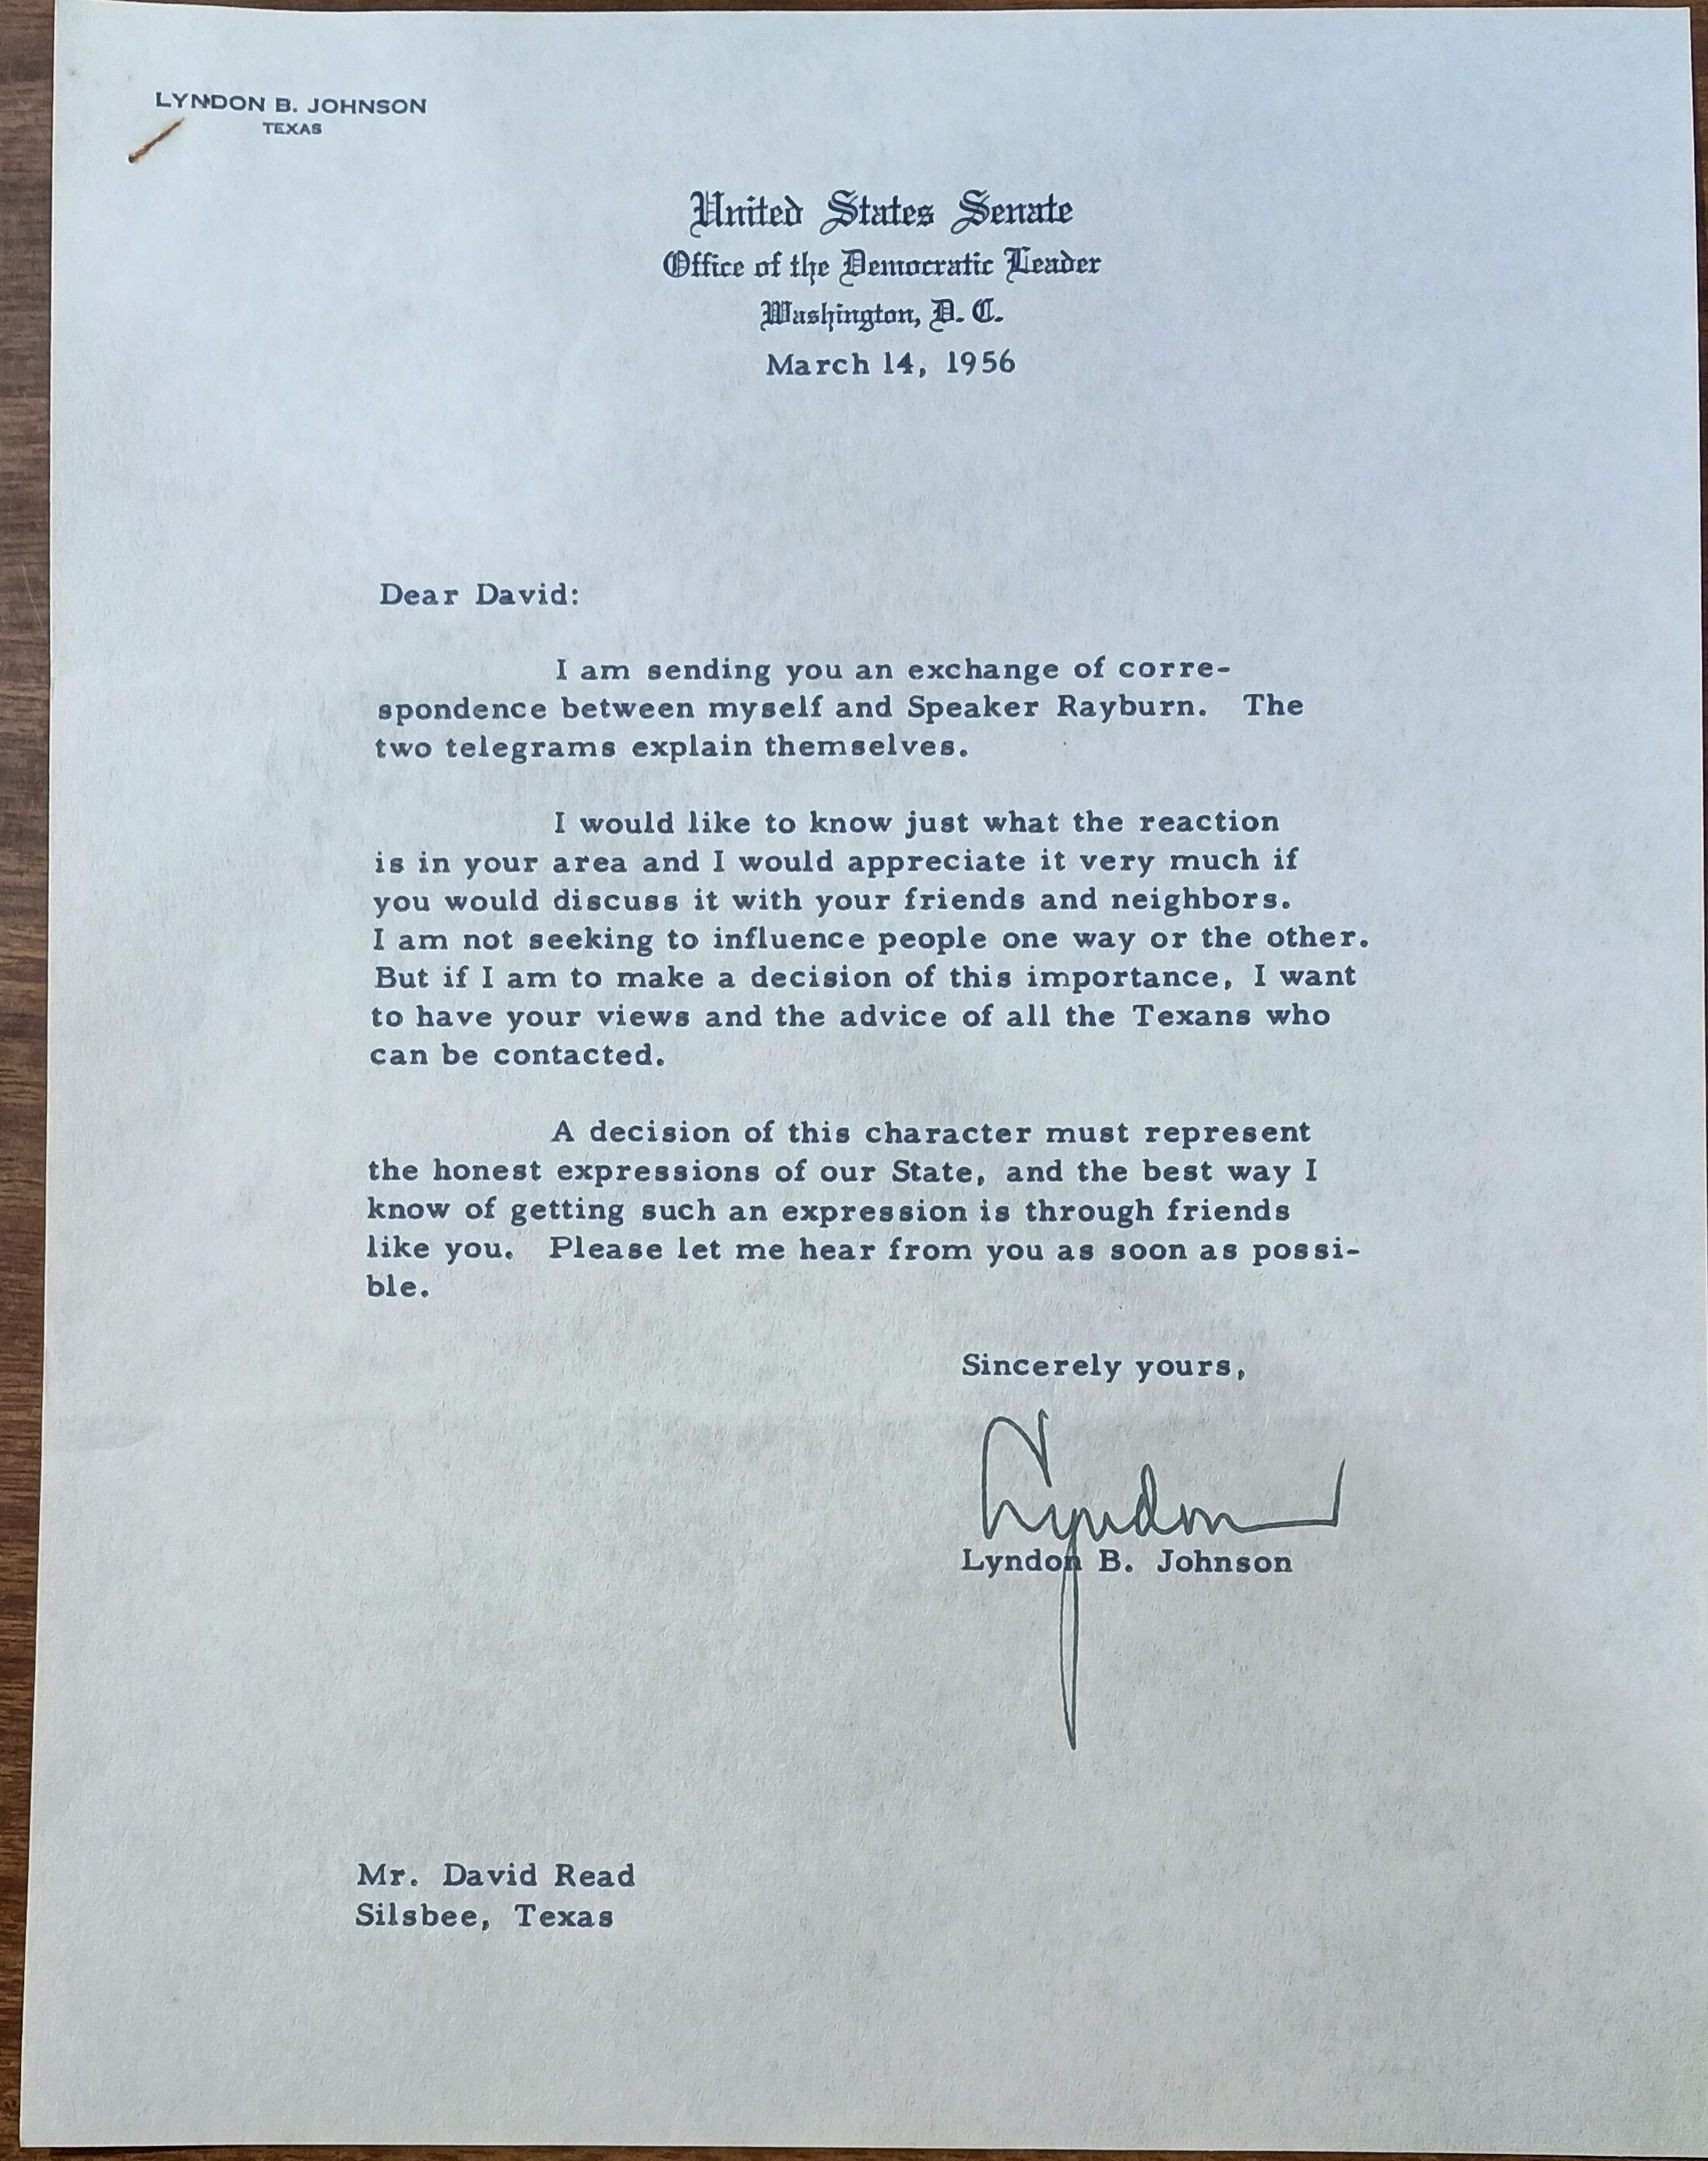 LYNDON B. JOHNSON
TEXAS
United States Senate
Office of the Democratic Leader
Washington, D. C.
March 14, 1956
Dear David:
I am sending you an exchange of corre-
spondence between myself and Speaker Rayburn. The
two telegrams explain themselves.
I would like to know just what the reaction
is in your area and I would appreciate it very much if
you would discuss it with your friends and neighbors.
I am not seeking to influence people one way or the other.
But if I am to make a decision of this importance, I want
to have your views and the advice of all the Texans who
can be contacted.
A decision of this character must represent
the honest expressions of our State, and the best way I
know of getting such an expression is through friends
like you. Please let me hear from you as soon as possi-
ble.
Sincerely yours,
Lyndon
Lyndon B. Johnson
Mr. David Read
Silsbee, Texas